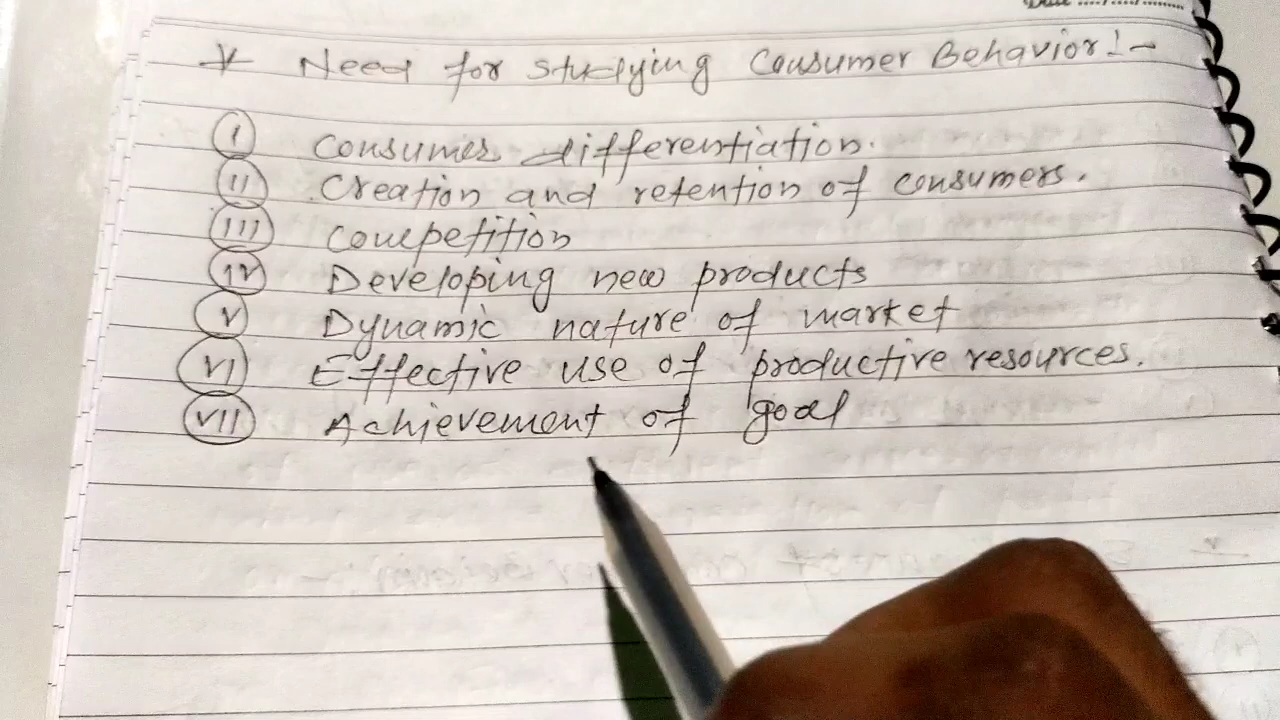 Date ....../....../...........
* Need for studying Consumer Behavior:-
(i) Consumer differentiation.
(ii) Creation and retention of consumers.
(iii) competition
(iv) Developing new products
(v) Dynamic nature of market
(vi) Effective use of productive resources.
(vii) Achievement of goal